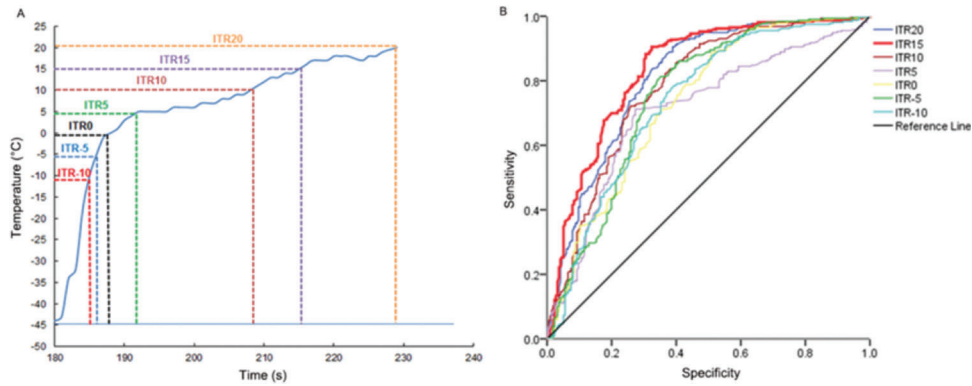 A
Temperature (°C)
25
20
15
10
5
0
-5
-10
-15
-20
-25
-30
-35
-40
-45
-50
ITR20
ITR15
ITR10
ITR5
ITR0
ITR-5
ITR-10
180
190
200
210
220
230
240
Time (s)
B
Sensitivity
1.0
0.8
0.6
0.4
0.2
0.0
0.0
0.2
0.4
0.6
0.8
1.0
Specificity
ITR20
ITR15
ITR10
ITR5
ITR0
ITR-5
ITR-10
Reference Line